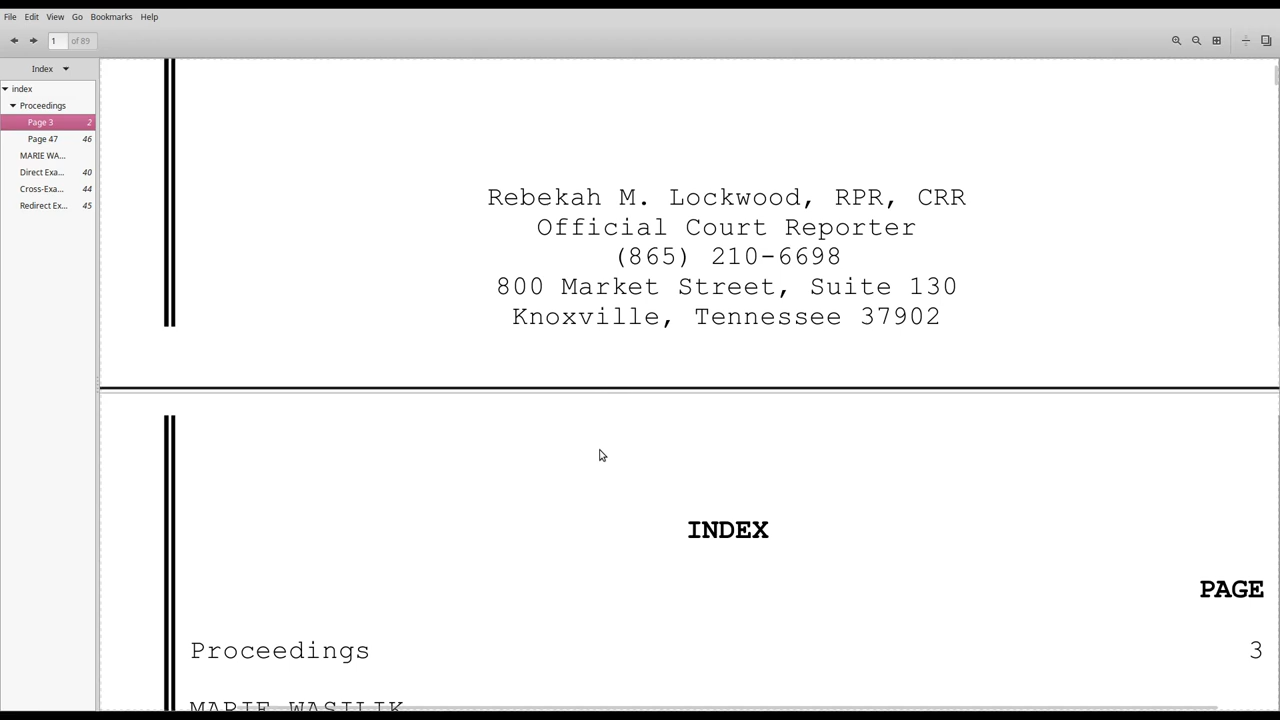 File Edit View Go Bookmarks Help
1 of 89
Index
index
Proceedings
Page 3 2
Page 47 46
MARIE WA...
Direct Exa... 40
Cross-Exa... 44
Redirect Ex... 45
Rebekah M. Lockwood, RPR, CRR
Official Court Reporter
(865) 210-6698
800 Market Street, Suite 130
Knoxville, Tennessee 37902
INDEX
PAGE
Proceedings 3
MARIE WASILIK